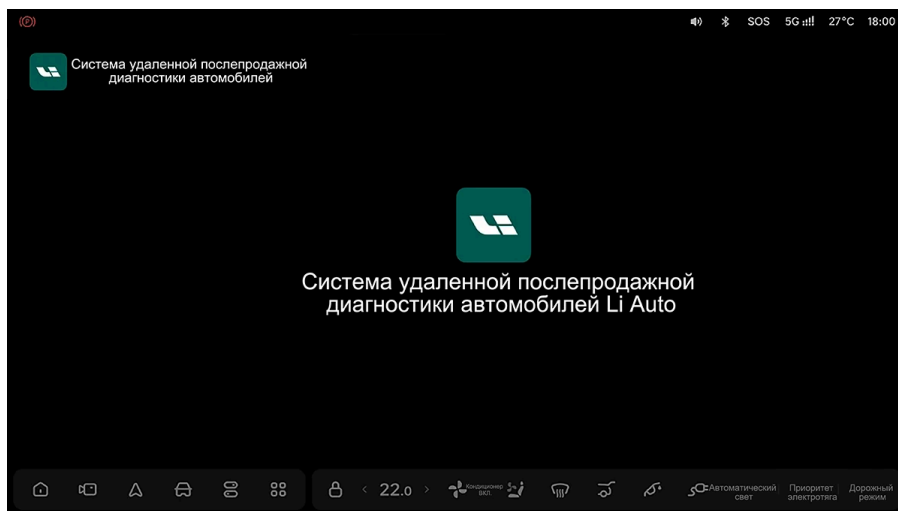 (P)
SOS 5G 27°C 18:00
Система удаленной послепродажной
диагностики автомобилей
Система удаленной послепродажной
диагностики автомобилей Li Auto
22.0
Кондиционер
ВКЛ.
Автоматический
свет
Приоритет
электротяга
Дорожный
режим